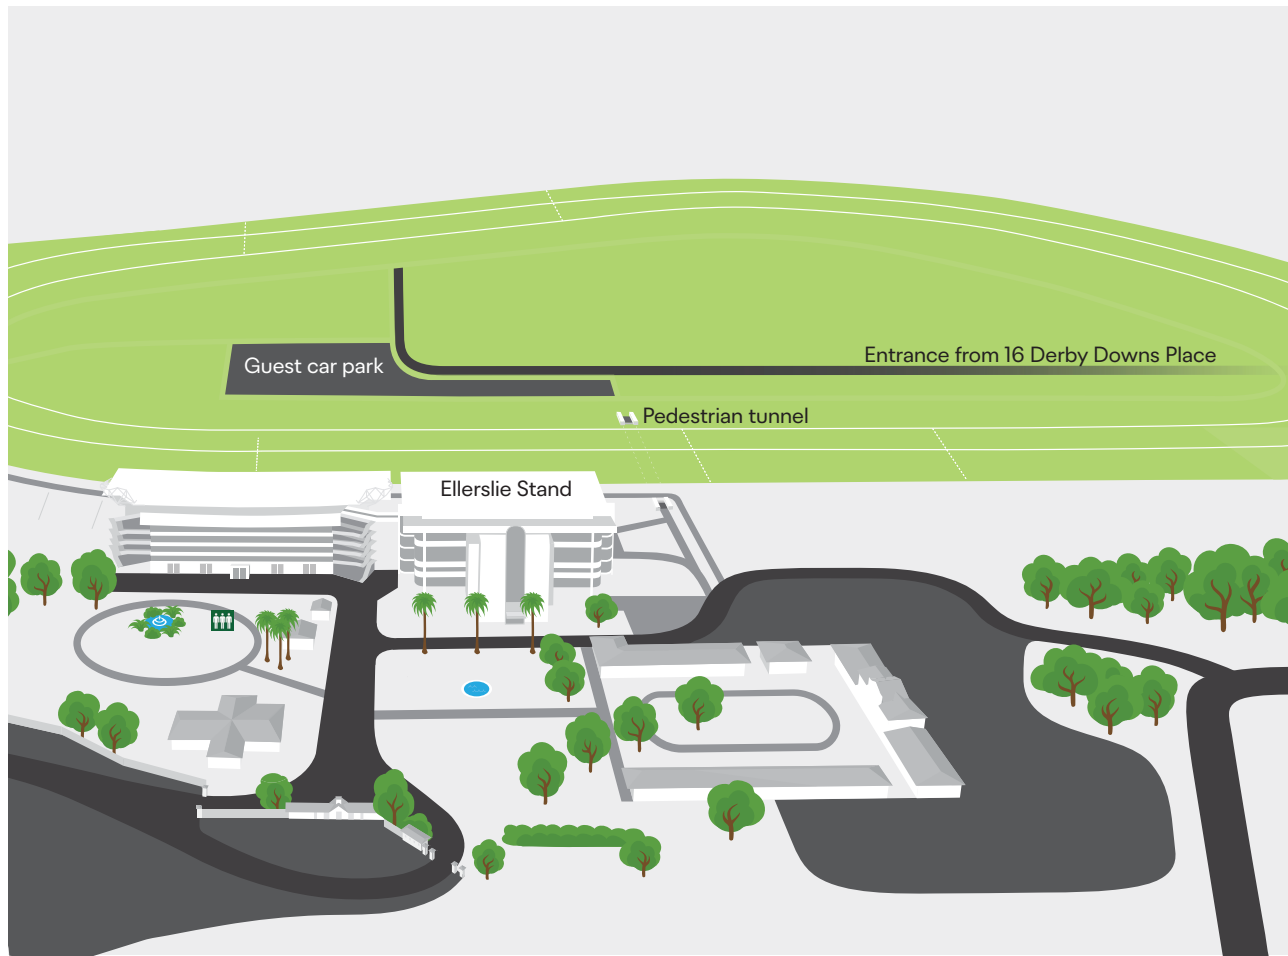 Entrance from 16 Derby Downs Place
Guest car park
Pedestrian tunnel
Ellerslie Stand